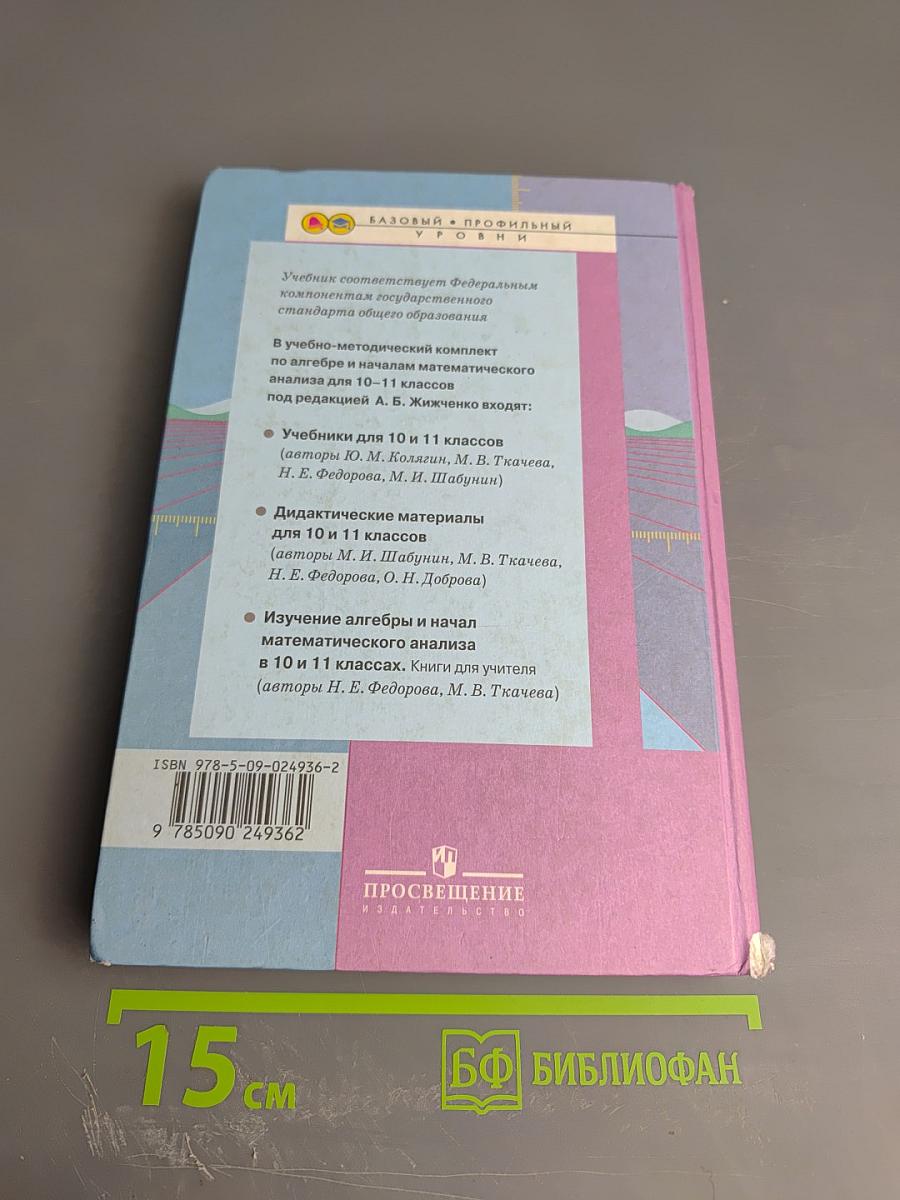 БАЗОВЫЙ • ПРОФИЛЬНЫЙ
УРОВНИ
Учебник соответствует Федеральным
компонентам государственного
стандарта общего образования
В учебно-методический комплект
по алгебре и началам математического
анализа для 10–11 классов
под редакцией А. Б. Жижченко входят:
● Учебники для 10 и 11 классов
(авторы Ю. М. Колягин, М. В. Ткачева,
Н. Е. Федорова, М. И. Шабунин)
● Дидактические материалы
для 10 и 11 классов
(авторы М. И. Шабунин, М. В. Ткачева,
Н. Е. Федорова, О. Н. Доброва)
● Изучение алгебры и начал
математического анализа
в 10 и 11 классах. Книги для учителя
(авторы Н. Е. Федорова, М. В. Ткачева)
ISBN 978-5-09-024936-2
9 785090 249362
ИП
ПРОСВЕЩЕНИЕ
ИЗДАТЕЛЬСТВО
15 см
БФ БИБЛИОФАН